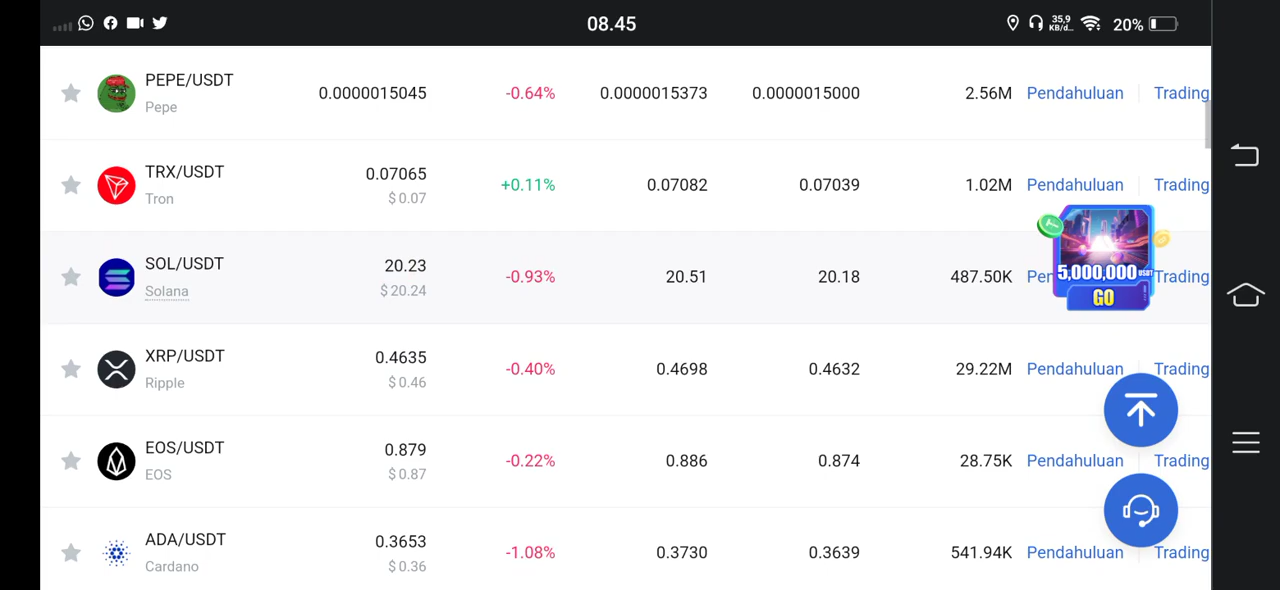 08.45 35,9 KB/d... 20%
PEPE/USDT 0.0000015045 -0.64% 0.0000015373 0.0000015000 2.56M Pendahuluan Trading
Pepe
TRX/USDT 0.07065 +0.11% 0.07082 0.07039 1.02M Pendahuluan Trading
Tron $ 0.07
SOL/USDT 20.23 -0.93% 20.51 20.18 487.50K Pen Trading
Solana $ 20.24
5,000,000 USDT
GO
XRP/USDT 0.4635 -0.40% 0.4698 0.4632 29.22M Pendahuluan Trading
Ripple $ 0.46
EOS/USDT 0.879 -0.22% 0.886 0.874 28.75K Pendahuluan Trading
EOS $ 0.87
ADA/USDT 0.3653 -1.08% 0.3730 0.3639 541.94K Pendahuluan Trading
Cardano $ 0.36